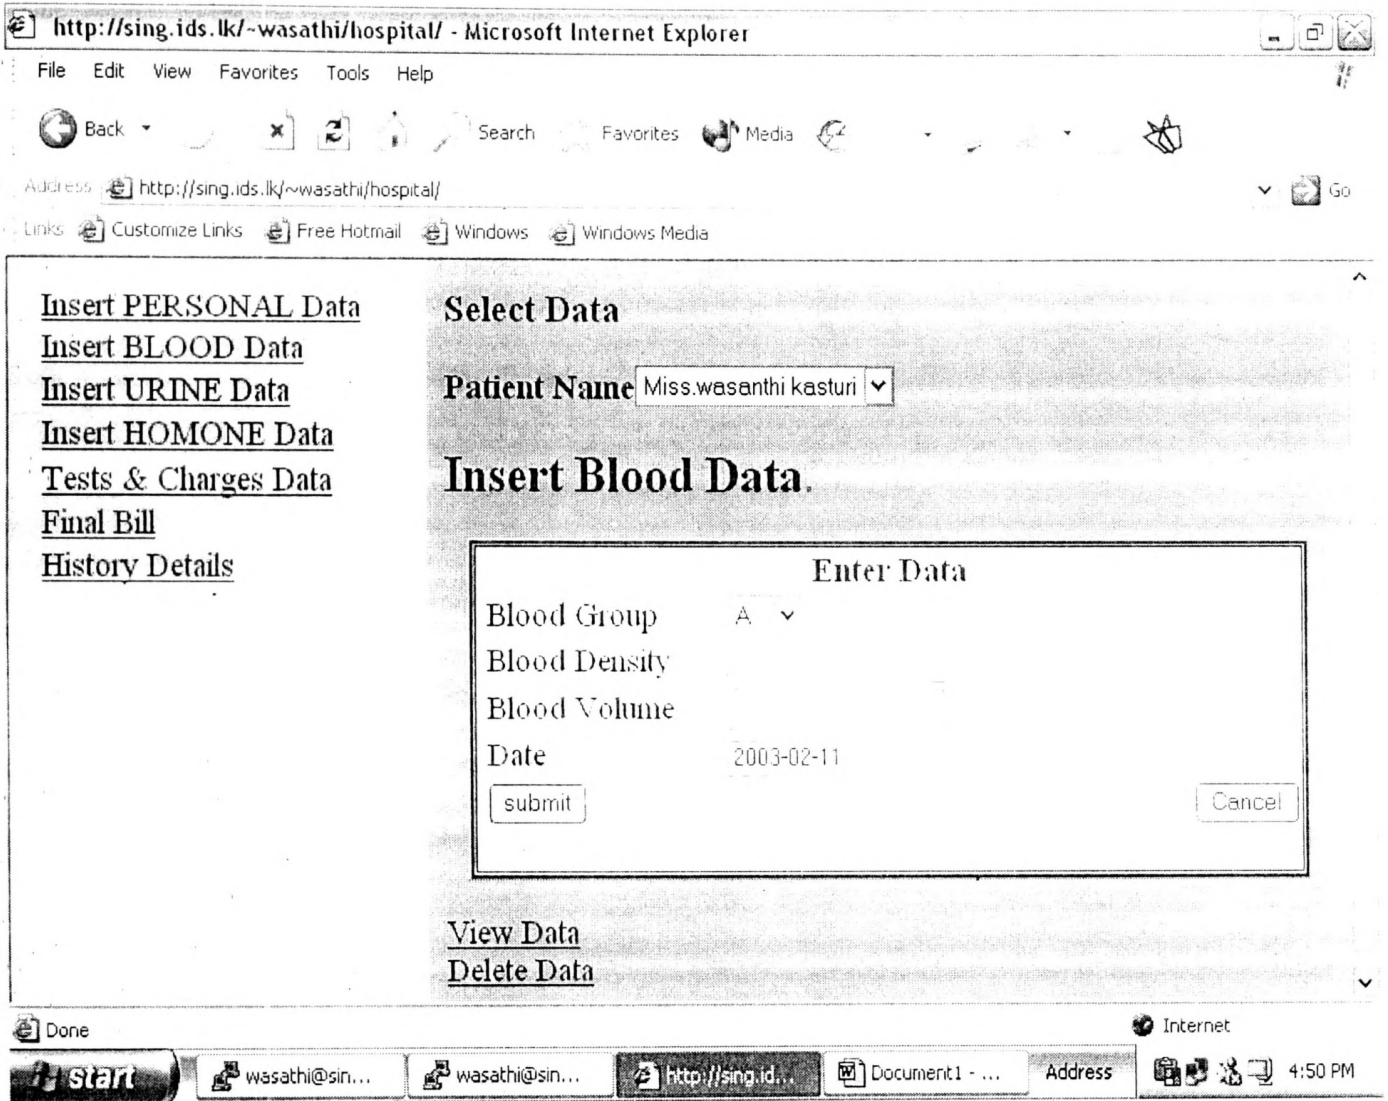 http://sing.ids.lk/~wasathi/hospital/ - Microsoft Internet Explorer
File Edit View Favorites Tools Help
Back Search Favorites Media
Address http://sing.ids.lk/~wasathi/hospital/ Go
Links Customize Links Free Hotmail Windows Windows Media
Insert PERSONAL Data
Insert BLOOD Data
Insert URINE Data
Insert HOMONE Data
Tests & Charges Data
Final Bill
History Details
Select Data
Patient Name Miss.wasanthi kasturi
Insert Blood Data.
Enter Data
Blood Group A
Blood Density
Blood Volume
Date 2003-02-11
submit Cancel
View Data
Delete Data
Done Internet
start wasathi@sin... wasathi@sin... http://sing.id... Document1 - ... Address 4:50 PM